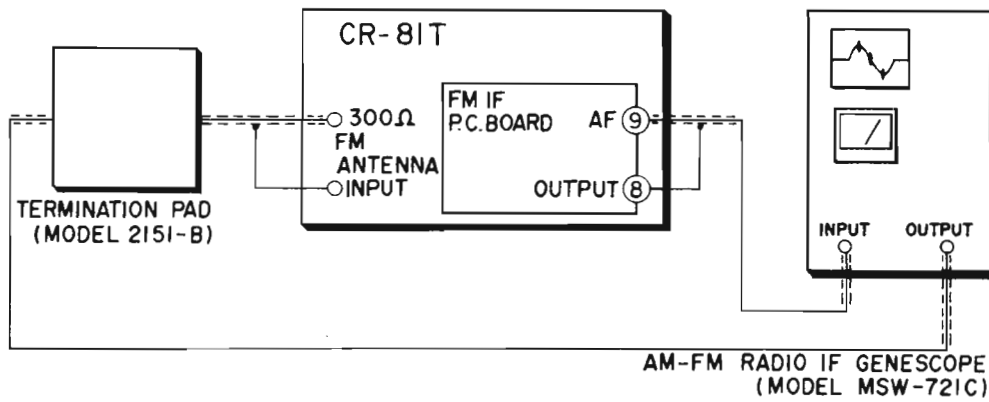 CR-81T
300Ω
FM
ANTENNA
INPUT
FM IF
P.C. BOARD
AF 9
OUTPUT 8
TERMINATION PAD
(MODEL 2151-B)
INPUT OUTPUT
AM-FM RADIO IF GENESCOPE
(MODEL MSW-721C)